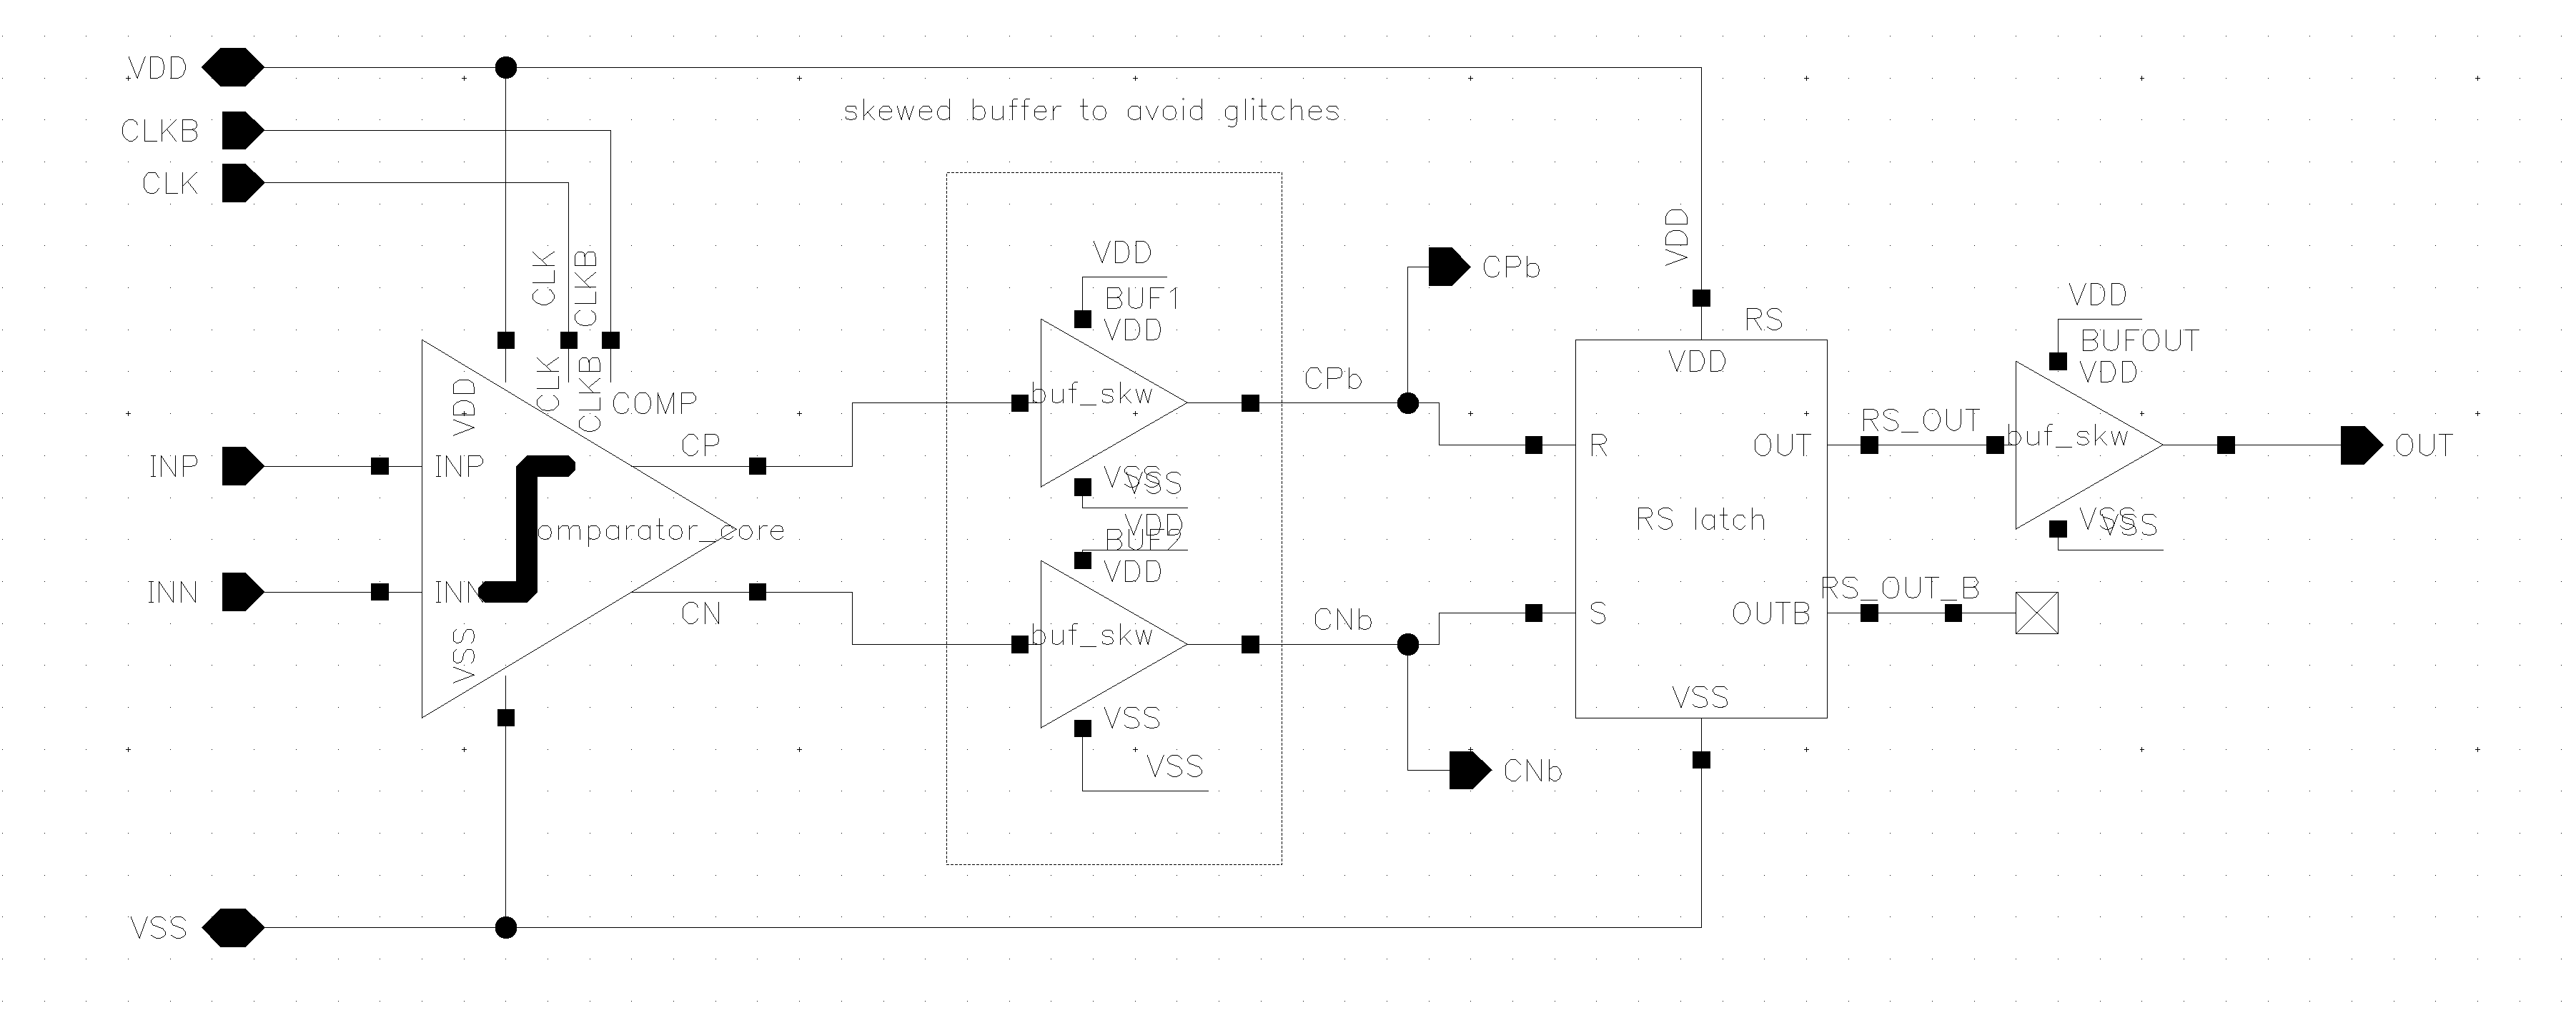 VDD
CLKB
CLK
skewed buffer to avoid glitches
CLK
CLKB
VDD
CLK
CLKB
COMP
INP
INP
CP
omparator_core
INN
INN
CN
VSS
VSS
VDD
BUF1
VDD
buf_skw
VSS
VSS
VDD
BUF2
VDD
buf_skw
VSS
VSS
CPb
CPb
CNb
CNb
VDD
RS
VDD
R
OUT
RS latch
S
OUTB
VSS
RS_OUT
RS_OUT_B
VDD
BUFOUT
VDD
buf_skw
VSS
VSS
OUT